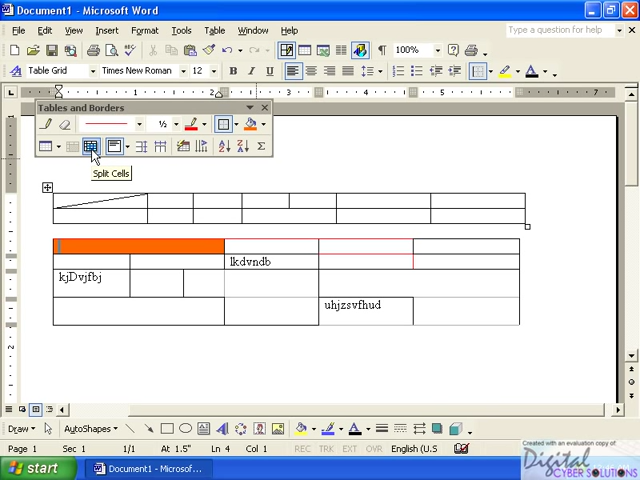 Document1 - Microsoft Word
File Edit View Insert Format Tools Table Window Help
Type a question for help
100%
Table Grid Times New Roman 12 B I U
Tables and Borders
½
Split Cells
lkdvndb
kjDvjfbj
uhjzsvfhud
Draw AutoShapes
Page 1 Sec 1 1/1 At 1.5" Ln 4 Col 1 REC TRK EXT OVR English (U.S
start Document1 - Microsof...
Created with an evaluation copy of
Digital
CYBER SOLUTIONS